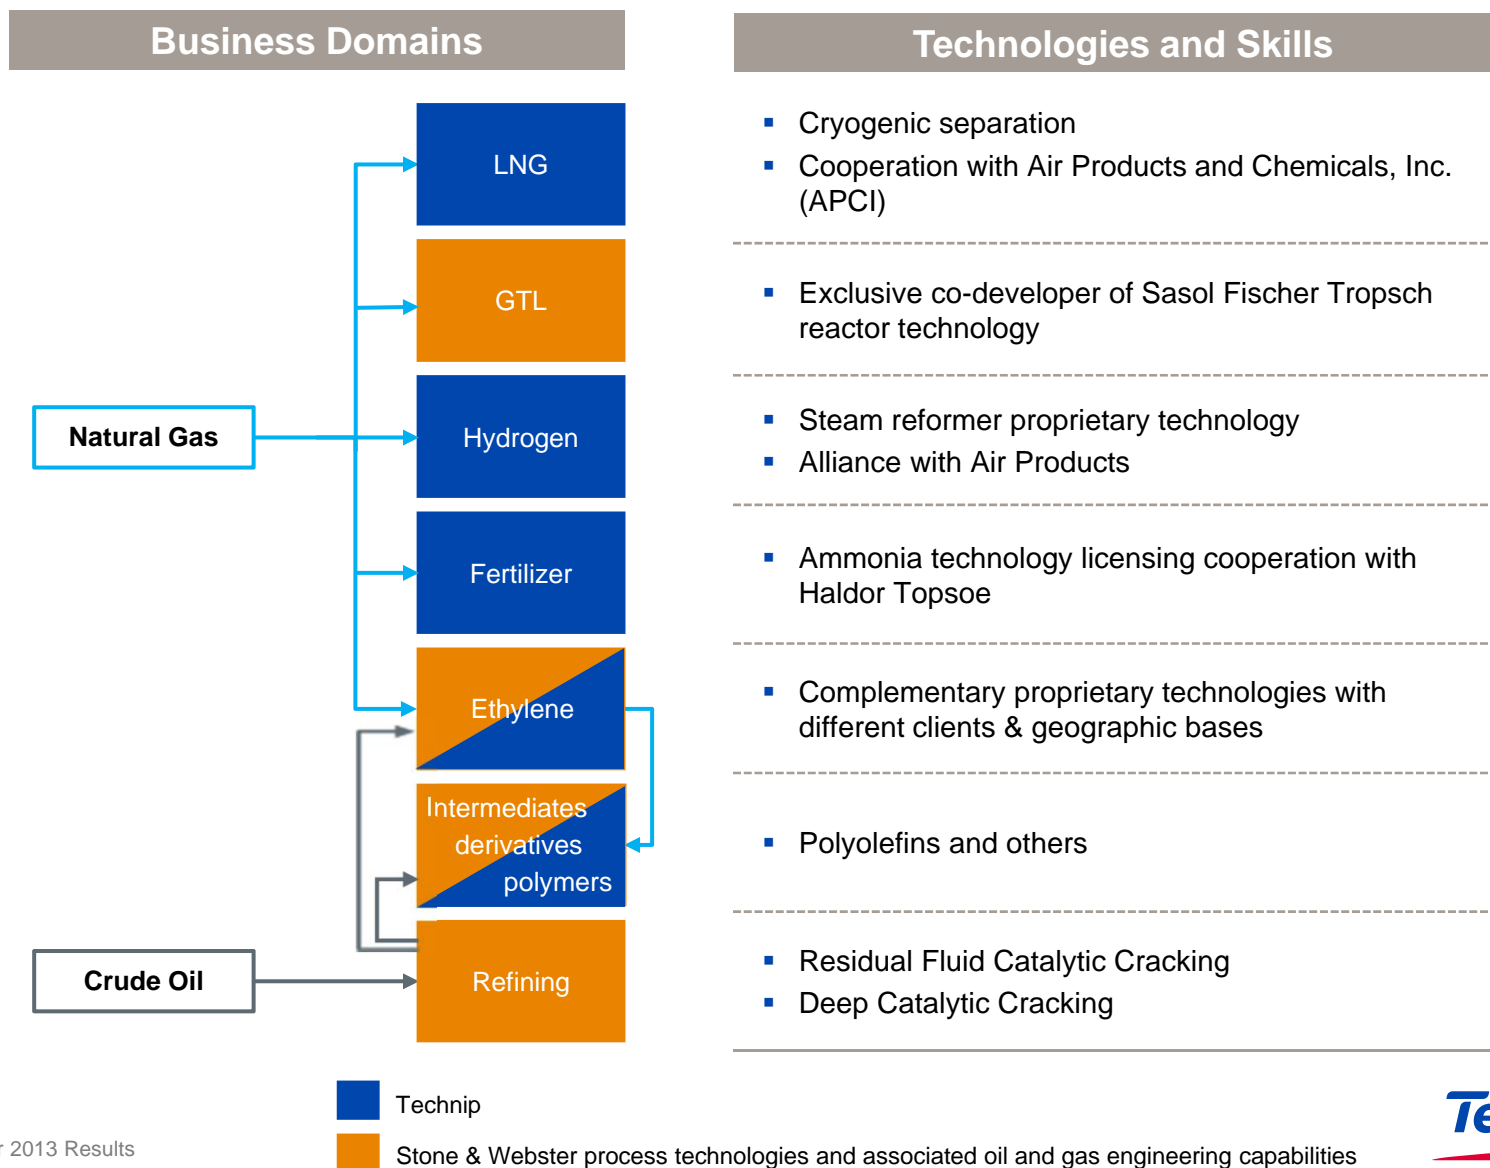 Business Domains
Technologies and Skills
LNG
Cryogenic separation
Cooperation with Air Products and Chemicals, Inc.
(APCI)
GTL
Exclusive co-developer of Sasol Fischer Tropsch
reactor technology
Natural Gas
Hydrogen
Steam reformer proprietary technology
Alliance with Air Products
Fertilizer
Ammonia technology licensing cooperation with
Haldor Topsoe
Ethylene
Complementary proprietary technologies with
different clients & geographic bases
Intermediates
derivatives
polymers
Polyolefins and others
Crude Oil
Refining
Residual Fluid Catalytic Cracking
Deep Catalytic Cracking
Technip
Stone & Webster process technologies and associated oil and gas engineering capabilities
2013 Results